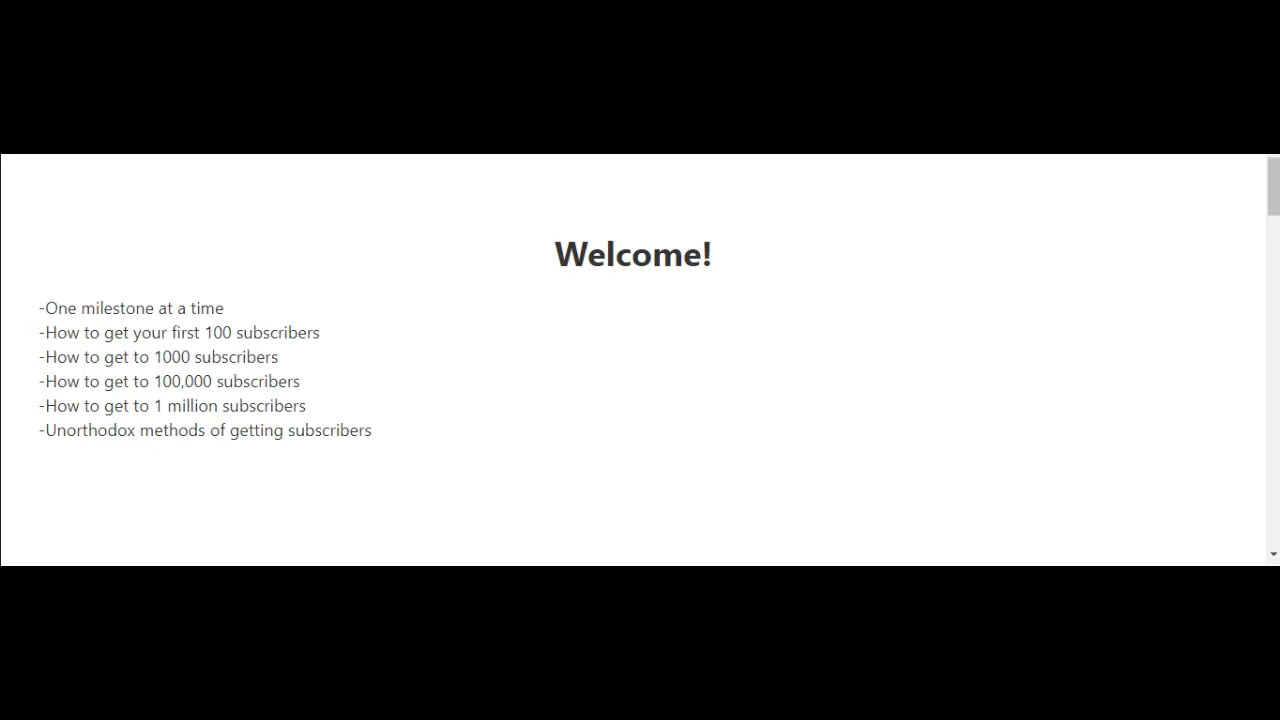 Welcome!
-One milestone at a time
-How to get your first 100 subscribers
-How to get to 1000 subscribers
-How to get to 100,000 subscribers
-How to get to 1 million subscribers
-Unorthodox methods of getting subscribers